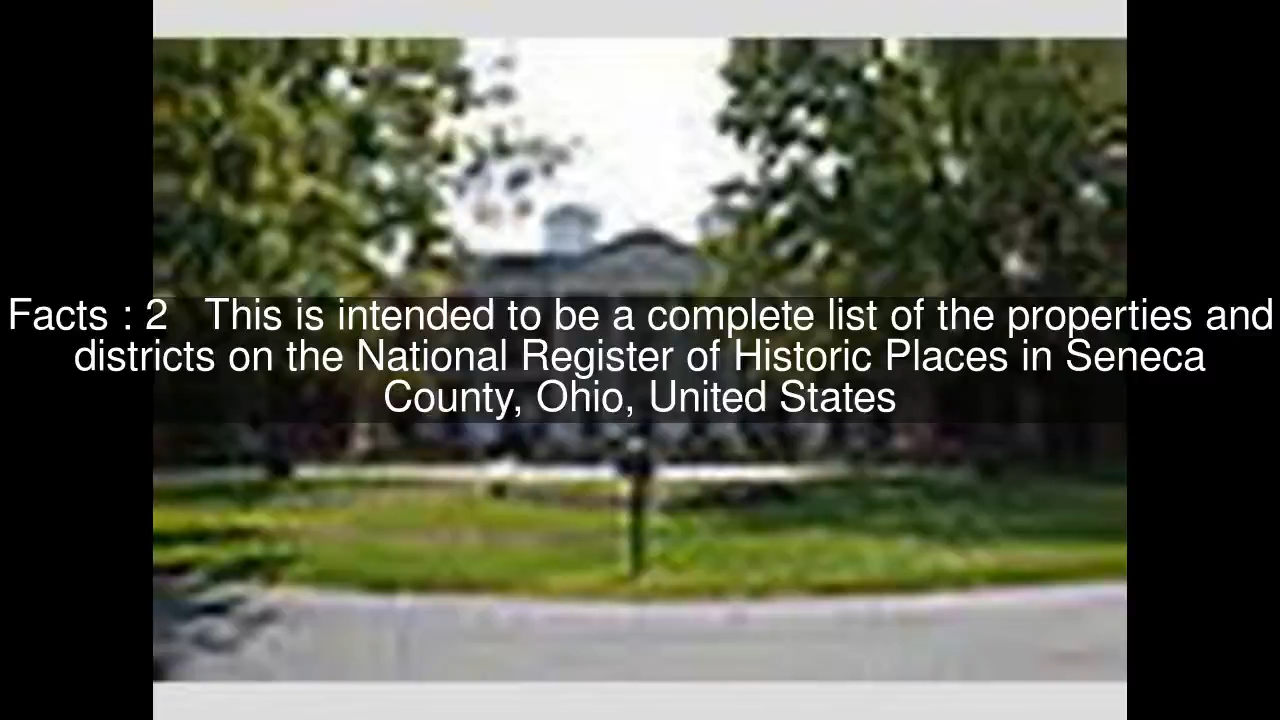 Facts : 2 This is intended to be a complete list of the properties and
districts on the National Register of Historic Places in Seneca
County, Ohio, United States